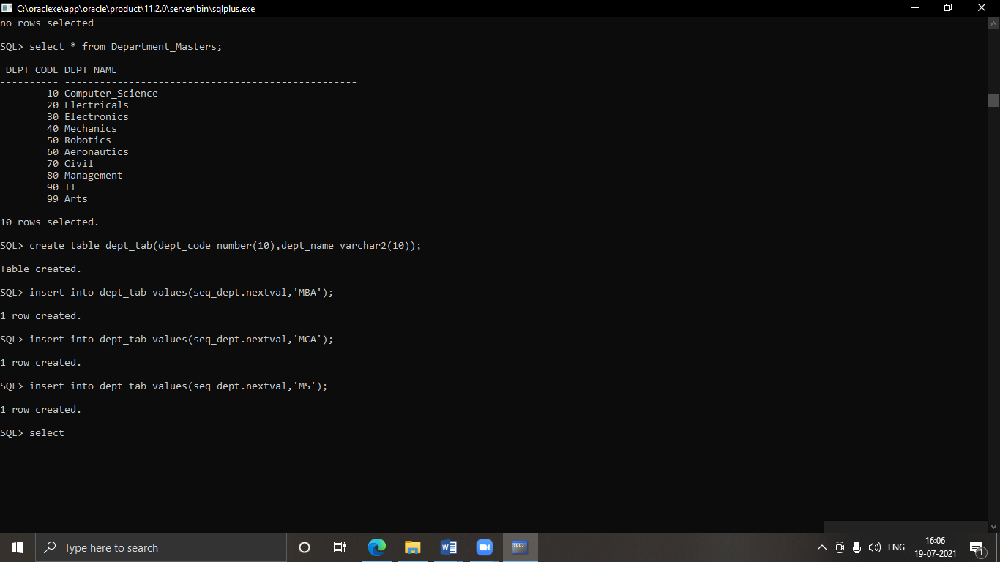 C:\oraclexe\app\oracle\product\11.2.0\server\bin\sqlplus.exe
no rows selected
SQL> select * from Department_Masters;
DEPT_CODE DEPT_NAME
---------- --------------------------------------------------
10 Computer_Science
20 Electricals
30 Electronics
40 Mechanics
50 Robotics
60 Aeronautics
70 Civil
80 Management
90 IT
99 Arts
10 rows selected.
SQL> create table dept_tab(dept_code number(10),dept_name varchar2(10));
Table created.
SQL> insert into dept_tab values(seq_dept.nextval,'MBA');
1 row created.
SQL> insert into dept_tab values(seq_dept.nextval,'MCA');
1 row created.
SQL> insert into dept_tab values(seq_dept.nextval,'MS');
1 row created.
SQL> select
Type here to search
W
SQL>
ENG
16:06
19-07-2021
1